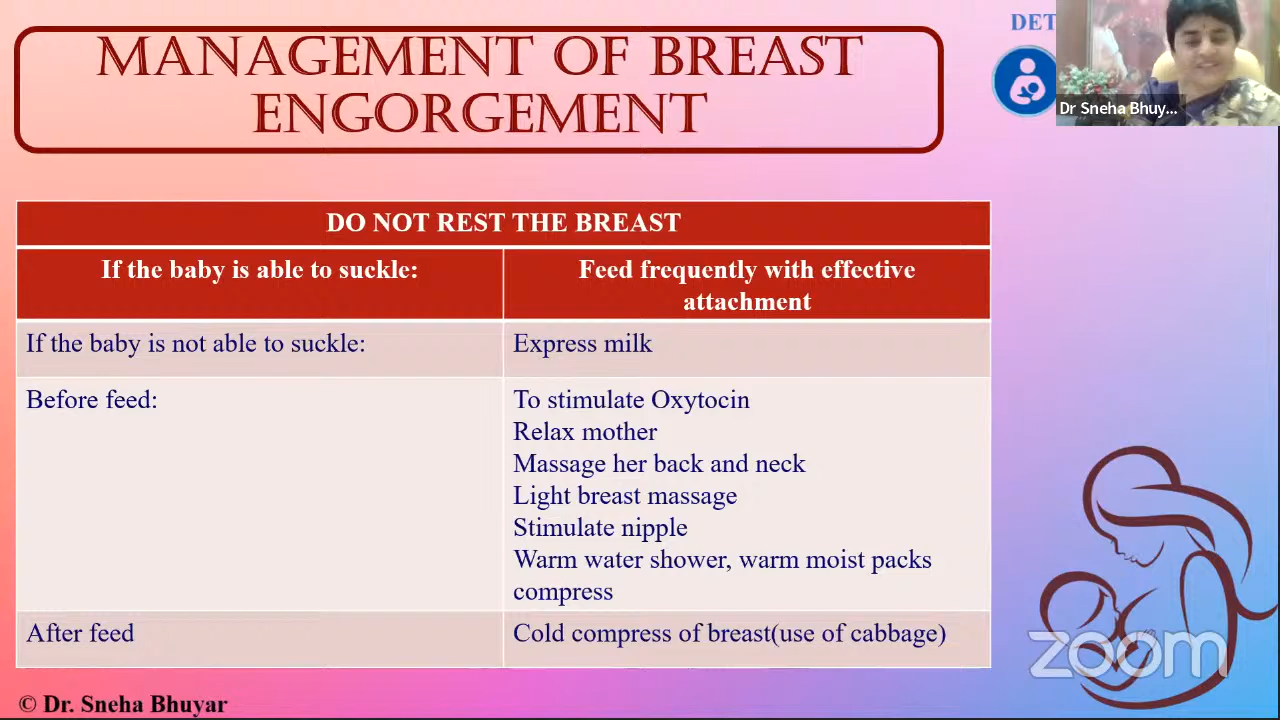 MANAGEMENT OF BREAST
ENGORGEMENT
DET
Dr Sneha Bhuy...
DO NOT REST THE BREAST
If the baby is able to suckle:
Feed frequently with effective
attachment
If the baby is not able to suckle:
Express milk
Before feed:
To stimulate Oxytocin
Relax mother
Massage her back and neck
Light breast massage
Stimulate nipple
Warm water shower, warm moist packs
compress
After feed
Cold compress of breast(use of cabbage)
zoom
© Dr. Sneha Bhuyar